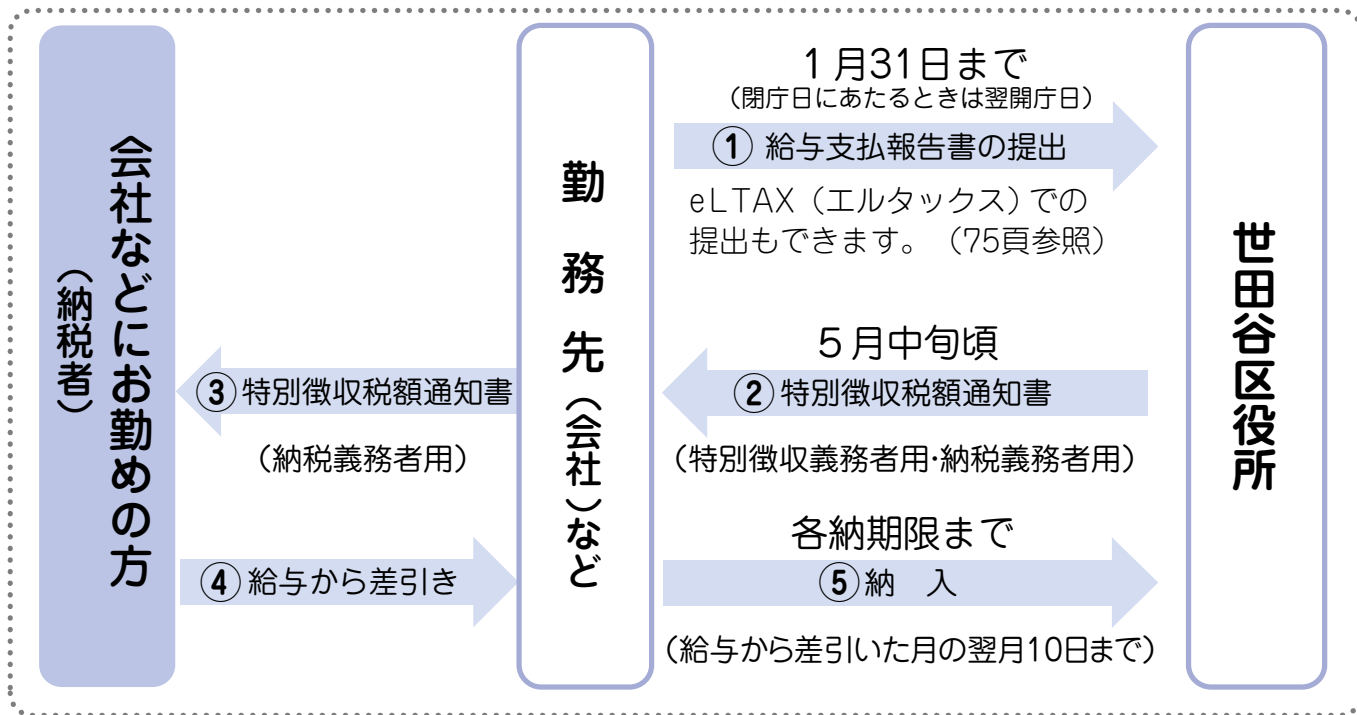 会社などにお勤めの方
（納税者）
勤務先（会社）など
世田谷区役所
１月31日まで
（閉庁日にあたるときは翌開庁日）
① 給与支払報告書の提出
eLTAX（エルタックス）での
提出もできます。（75頁参照）
５月中旬頃
② 特別徴収税額通知書
（特別徴収義務者用・納税義務者用）
③ 特別徴収税額通知書
（納税義務者用）
④ 給与から差引き
各納期限まで
⑤ 納　入
（給与から差引いた月の翌月10日まで）